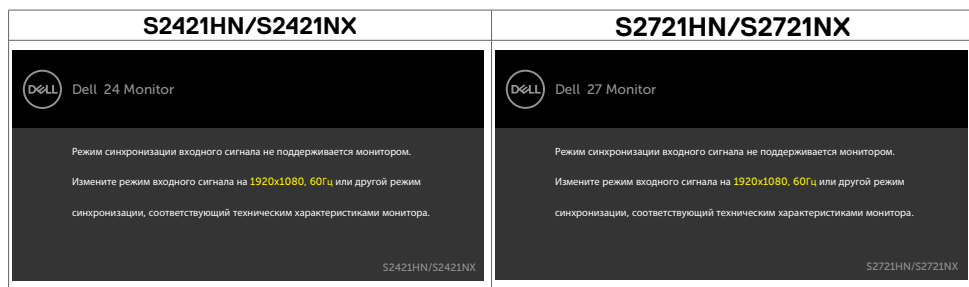 S2421HN/S2421NX
S2721HN/S2721NX
DELL
Dell 24 Monitor
Режим синхронизации входного сигнала не поддерживается монитором.
Измените режим входного сигнала на 1920x1080, 60Гц или другой режим
синхронизации, соответствующий техническим характеристиками монитора.
S2421HN/S2421NX
DELL
Dell 27 Monitor
Режим синхронизации входного сигнала не поддерживается монитором.
Измените режим входного сигнала на 1920x1080, 60Гц или другой режим
синхронизации, соответствующий техническим характеристиками монитора.
S2721HN/S2721NX